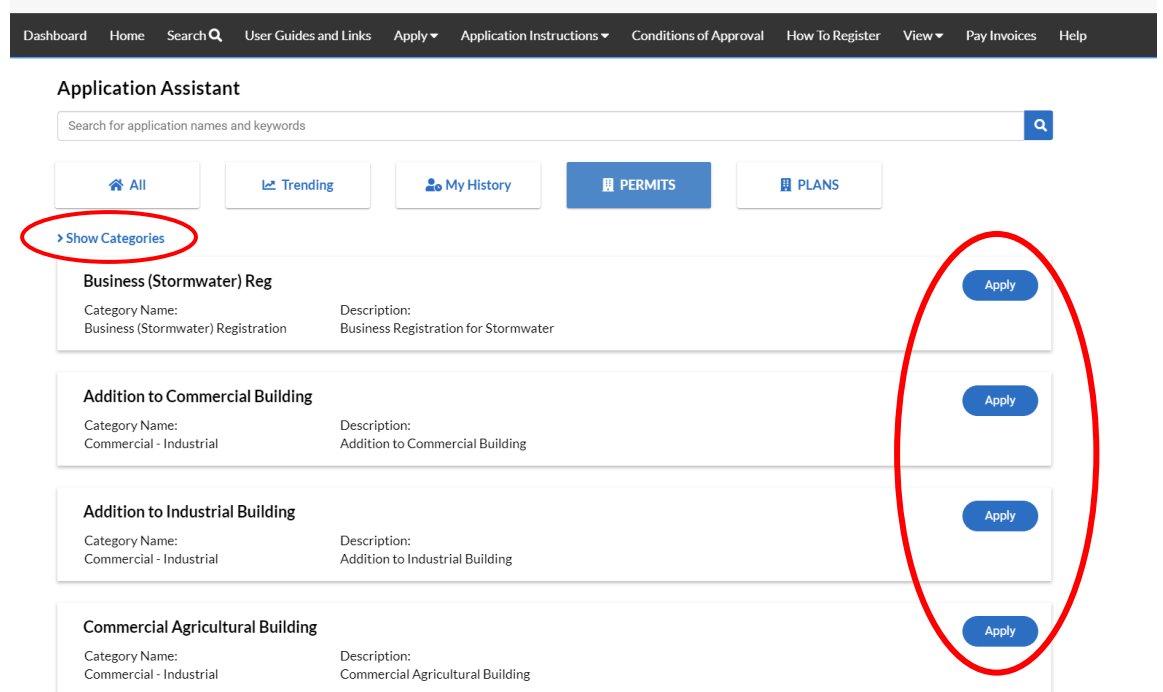 Dashboard Home Search User Guides and Links Apply Application Instructions Conditions of Approval How To Register View Pay Invoices Help
Application Assistant
Search for application names and keywords
All Trending My History PERMITS PLANS
Show Categories
Business (Stormwater) Reg Apply
Category Name: Description:
Business (Stormwater) Registration Business Registration for Stormwater
Addition to Commercial Building Apply
Category Name: Description:
Commercial - Industrial Addition to Commercial Building
Addition to Industrial Building Apply
Category Name: Description:
Commercial - Industrial Addition to Industrial Building
Commercial Agricultural Building Apply
Category Name: Description:
Commercial - Industrial Commercial Agricultural Building